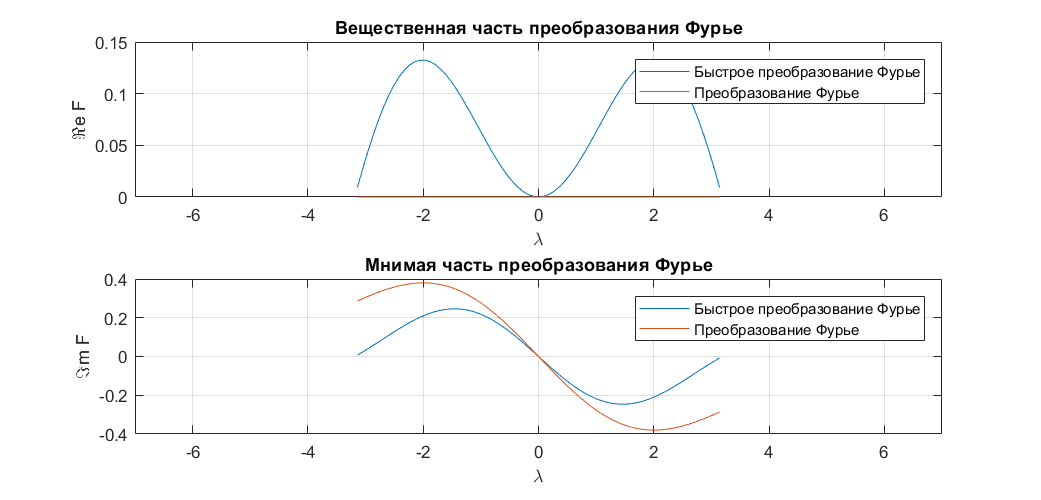 Вещественная часть преобразования Фурье
0.15
0.1
0.05
0
ℜe F
Быстрое преобразование Фурье
Преобразование Фурье
-6 -4 -2 0 2 4 6
λ
Мнимая часть преобразования Фурье
0.4
0.2
0
-0.2
-0.4
ℑm F
Быстрое преобразование Фурье
Преобразование Фурье
-6 -4 -2 0 2 4 6
λ